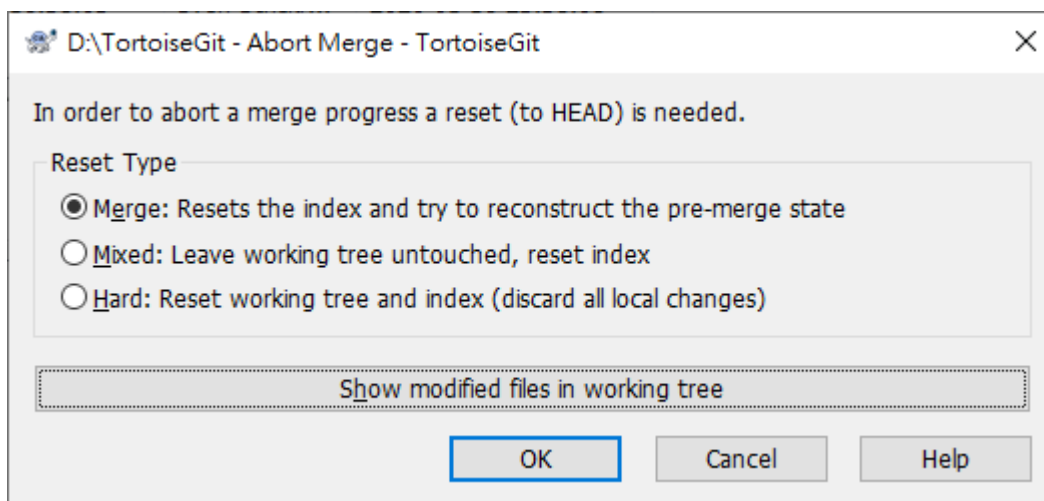 D:\TortoiseGit - Abort Merge - TortoiseGit
In order to abort a merge progress a reset (to HEAD) is needed.
Reset Type
Merge: Resets the index and try to reconstruct the pre-merge state
Mixed: Leave working tree untouched, reset index
Hard: Reset working tree and index (discard all local changes)
Show modified files in working tree
OK Cancel Help